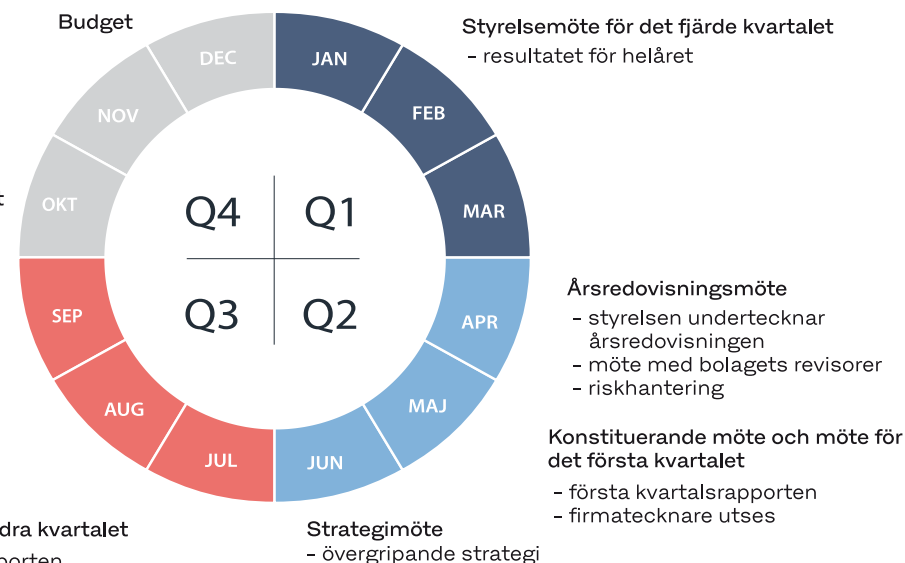 Budget
Styrelsemöte för det fjärde kvartalet
- resultatet för helåret
DEC
JAN
NOV
FEB
OKT
MAR
Q4
Q1
Q3
Q2
SEP
APR
AUG
MAJ
JUL
JUN
Årsredovisningsmöte
- styrelsen undertecknar
årsredovisningen
- möte med bolagets revisorer
- riskhantering
Konstituerande möte och möte för
det första kvartalet
- första kvartalsrapporten
- firmatecknare utses
dra kvartalet
porten
Strategimöte
- övergripande strategi